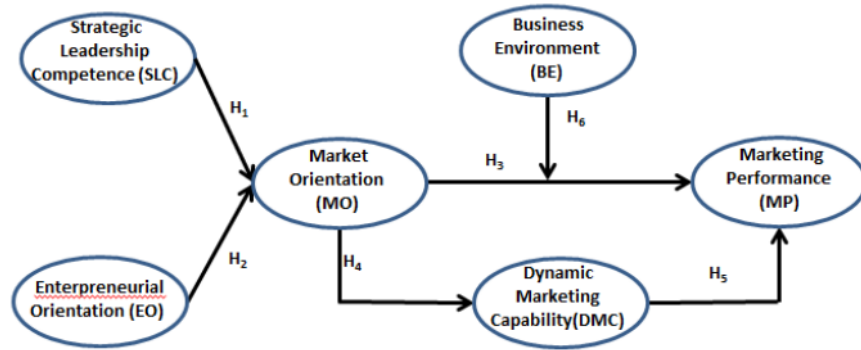 Strategic
Leadership
Competence (SLC)
Business
Environment
(BE)
H1
H6
Market
Orientation
(MO)
H3
Marketing
Performance
(MP)
H2
H4
Enterpreneurial
Orientation (EO)
Dynamic
Marketing
Capability(DMC)
H5